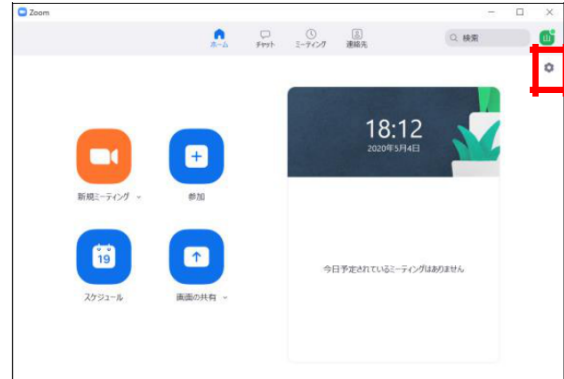 Zoom
ホーム
チャット
ミーティング
連絡先
検索
山
18:12
2020年5月4日
新規ミーティング
参加
19
スケジュール
画面の共有
今日予定されているミーティングはありません